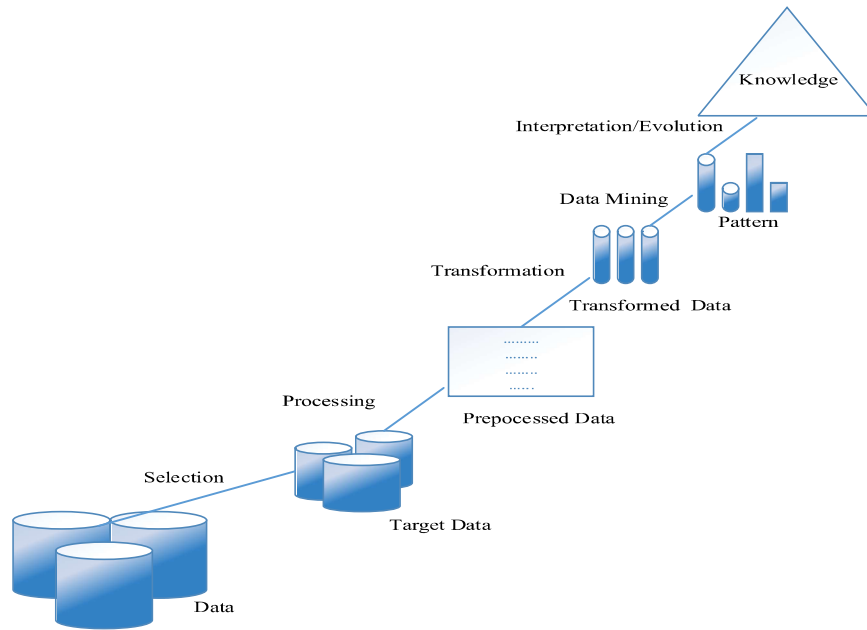 Knowledge
Interpretation/Evolution
Data Mining
Pattern
Transformation
Transformed Data
.........
........
........
......
Processing
Prepocessed Data
Selection
Target Data
Data